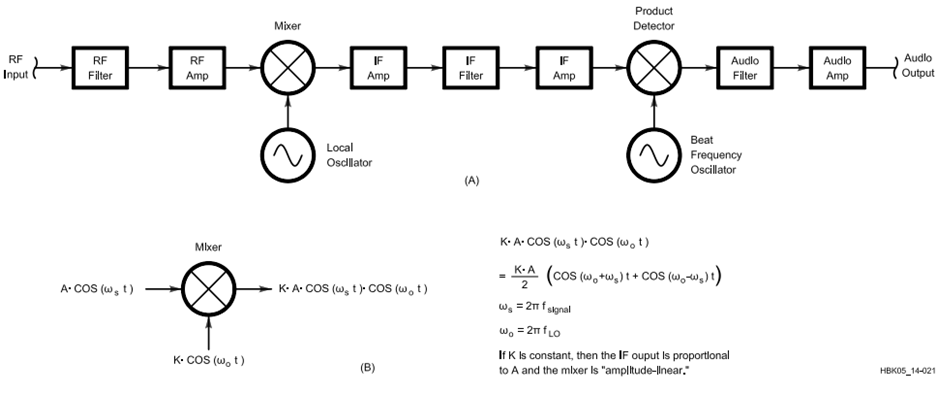 Product
Detector
Mixer
RF
Input
RF
Filter
RF
Amp
IF
Amp
IF
Filter
IF
Amp
Audio
Filter
Audio
Amp
Audio
Output
Local
Oscillator
Beat
Frequency
Oscillator
(A)
Mixer
A• COS (ωs t )
K• A• COS (ωs t )• COS (ωo t )
K• COS (ωo t )
(B)
K• A• COS (ωs t )• COS (ωo t )
= K•A/2 (COS (ωo+ωs) t + COS (ωo-ωs) t)
ωs = 2π fsignal
ωo = 2π fLO
If K is constant, then the IF ouput is proportional
to A and the mixer is "amplitude-linear."
HBK05_14-021